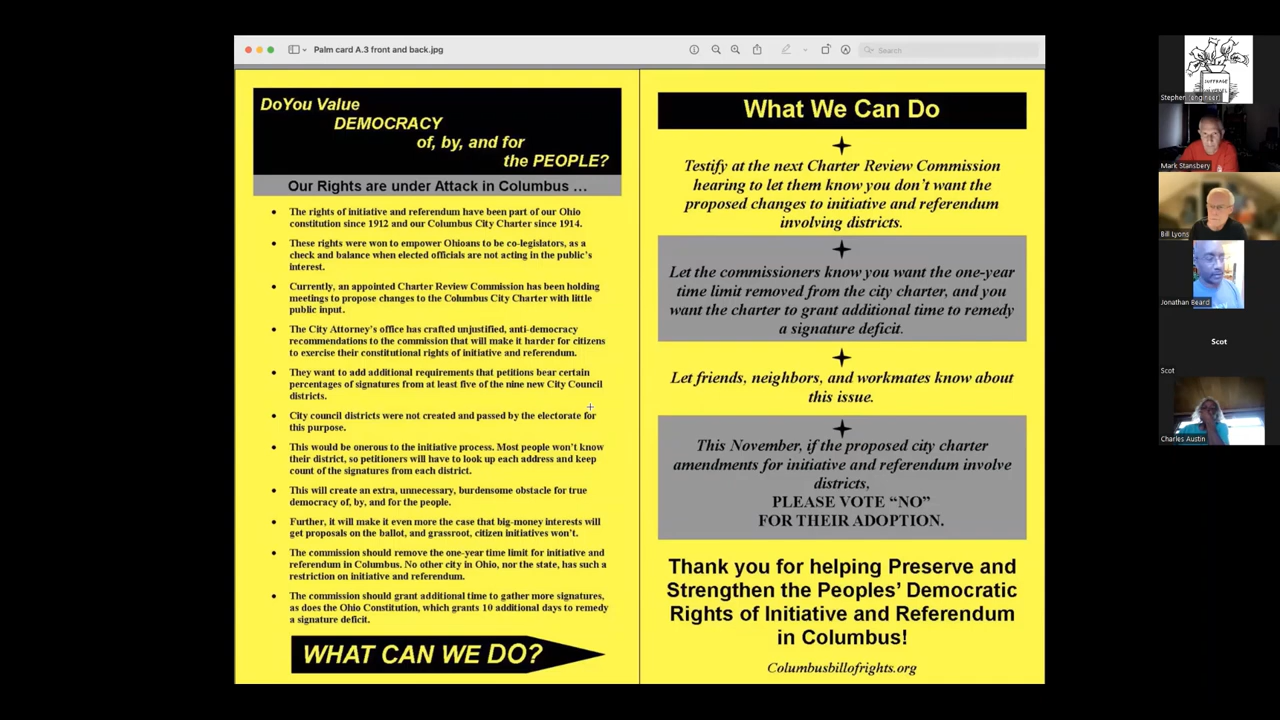 Palm card A.3 front and back.jpg
Search
DoYou Value
DEMOCRACY
of, by, and for
the PEOPLE?
Our Rights are under Attack in Columbus ...
• The rights of initiative and referendum have been part of our Ohio
constitution since 1912 and our Columbus City Charter since 1914.
• These rights were won to empower Ohioans to be co-legislators, as a
check and balance when elected officials are not acting in the public's
interest.
• Currently, an appointed Charter Review Commission has been holding
meetings to propose changes to the Columbus City Charter with little
public input.
• The City Attorney's office has crafted unjustified, anti-democracy
recommendations to the commission that will make it harder for citizens
to exercise their constitutional rights of initiative and referendum.
• They want to add additional requirements that petitions bear certain
percentages of signatures from at least five of the nine new City Council
districts.
• City council districts were not created and passed by the electorate for
this purpose.
• This would be onerous to the initiative process. Most people won't know
their district, so petitioners will have to look up each address and keep
count of the signatures from each district.
• This will create an extra, unnecessary, burdensome obstacle for true
democracy of, by, and for the people.
• Further, it will make it even more the case that big-money interests will
get proposals on the ballot, and grassroot, citizen initiatives won't.
• The commission should remove the one-year time limit for initiative and
referendum in Columbus. No other city in Ohio, nor the state, has such a
restriction on initiative and referendum.
• The commission should grant additional time to gather more signatures,
as does the Ohio Constitution, which grants 10 additional days to remedy
a signature deficit.
WHAT CAN WE DO?
What We Can Do
Testify at the next Charter Review Commission
hearing to let them know you don't want the
proposed changes to initiative and referendum
involving districts.
Let the commissioners know you want the one-year
time limit removed from the city charter, and you
want the charter to grant additional time to remedy
a signature deficit.
Let friends, neighbors, and workmates know about
this issue.
This November, if the proposed city charter
amendments for initiative and referendum involve
districts,
PLEASE VOTE “NO”
FOR THEIR ADOPTION.
Thank you for helping Preserve and
Strengthen the Peoples' Democratic
Rights of Initiative and Referendum
in Columbus!
Columbusbillofrights.org
SUFFRAGE
Stephen (engineer)
Mark Stansbery
Bill Lyons
Jonathan Beard
Scot
Scot
Charles Austin